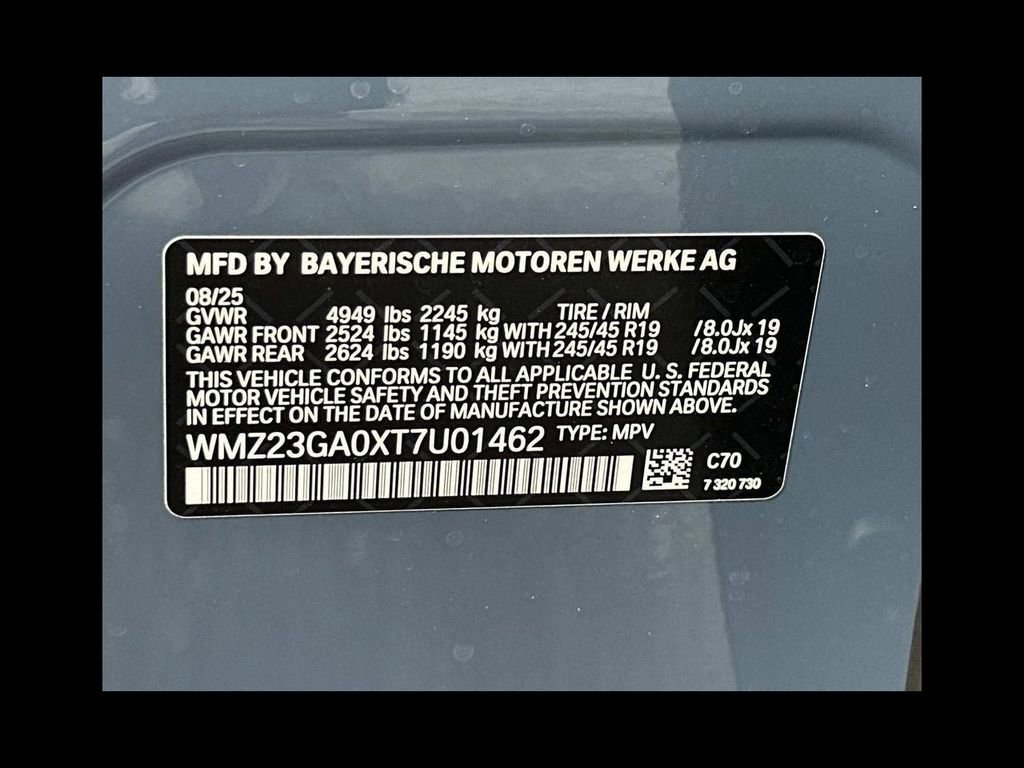 MFD BY BAYERISCHE MOTOREN WERKE AG
08/25
GVWR 4949 lbs 2245 kg TIRE / RIM
GAWR FRONT 2524 lbs 1145 kg WITH 245/45 R19 /8.0Jx 19
GAWR REAR 2624 lbs 1190 kg WITH 245/45 R19 /8.0Jx 19
THIS VEHICLE CONFORMS TO ALL APPLICABLE U. S. FEDERAL
MOTOR VEHICLE SAFETY AND THEFT PREVENTION STANDARDS
IN EFFECT ON THE DATE OF MANUFACTURE SHOWN ABOVE.
WMZ23GA0XT7U01462 TYPE: MPV
C70
7 320 730